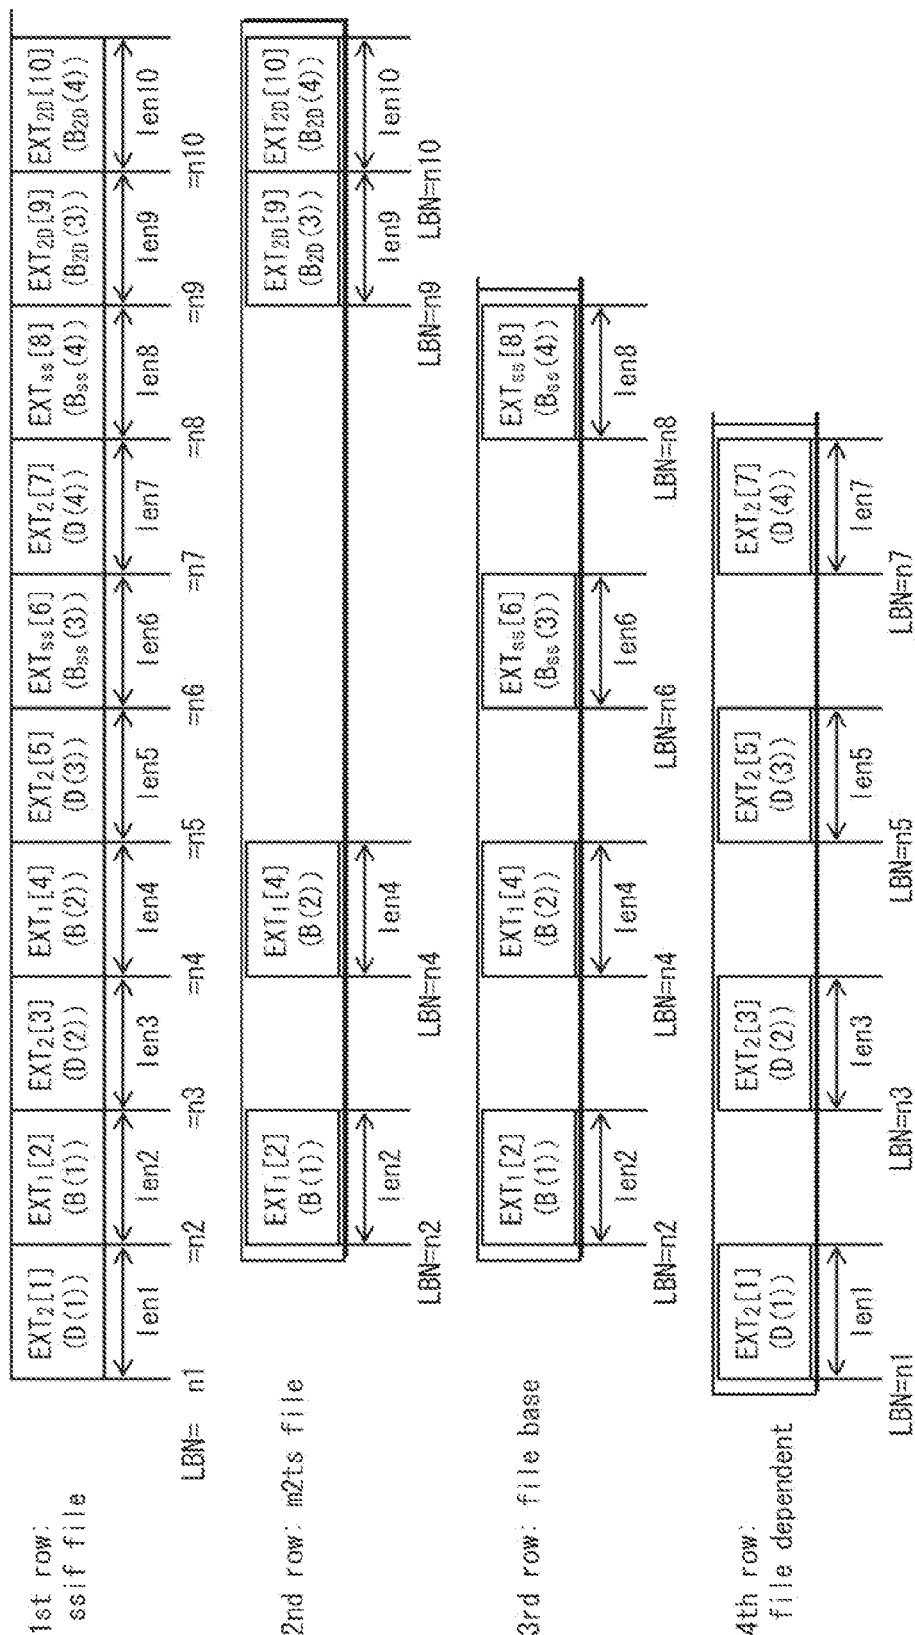 1st row:
ssif file
EXT2[1] EXT1[2] EXT2[3] EXT1[4] EXT2[5] EXTss[6] EXT2[7] EXTss[8] EXT2D[9] EXT2D[10]
(D(1)) (B(1)) (D(2)) (B(2)) (D(3)) (Bss(3)) (D(4)) (Bss(4)) (B2D(3)) (B2D(4))
len1 len2 len3 len4 len5 len6 len7 len8 len9 len10
LBN= n1 =n2 =n3 =n4 =n5 =n6 =n7 =n8 =n9 =n10
2nd row: m2ts file
EXT1[2] EXT1[4] EXT2D[9] EXT2D[10]
(B(1)) (B(2)) (B2D(3)) (B2D(4))
len2 len4 len9 len10
LBN=n2 LBN=n4 LBN=n9 LBN=n10
3rd row: file base
EXT1[2] EXT1[4] EXTss[6] EXTss[8]
(B(1)) (B(2)) (Bss(3)) (Bss(4))
len2 len4 len6 len8
LBN=n2 LBN=n4 LBN=n6 LBN=n8
4th row:
file dependent
EXT2[1] EXT2[3] EXT2[5] EXT2[7]
(D(1)) (D(2)) (D(3)) (D(4))
len1 len3 len5 len7
LBN=n1 LBN=n3 LBN=n5 LBN=n7